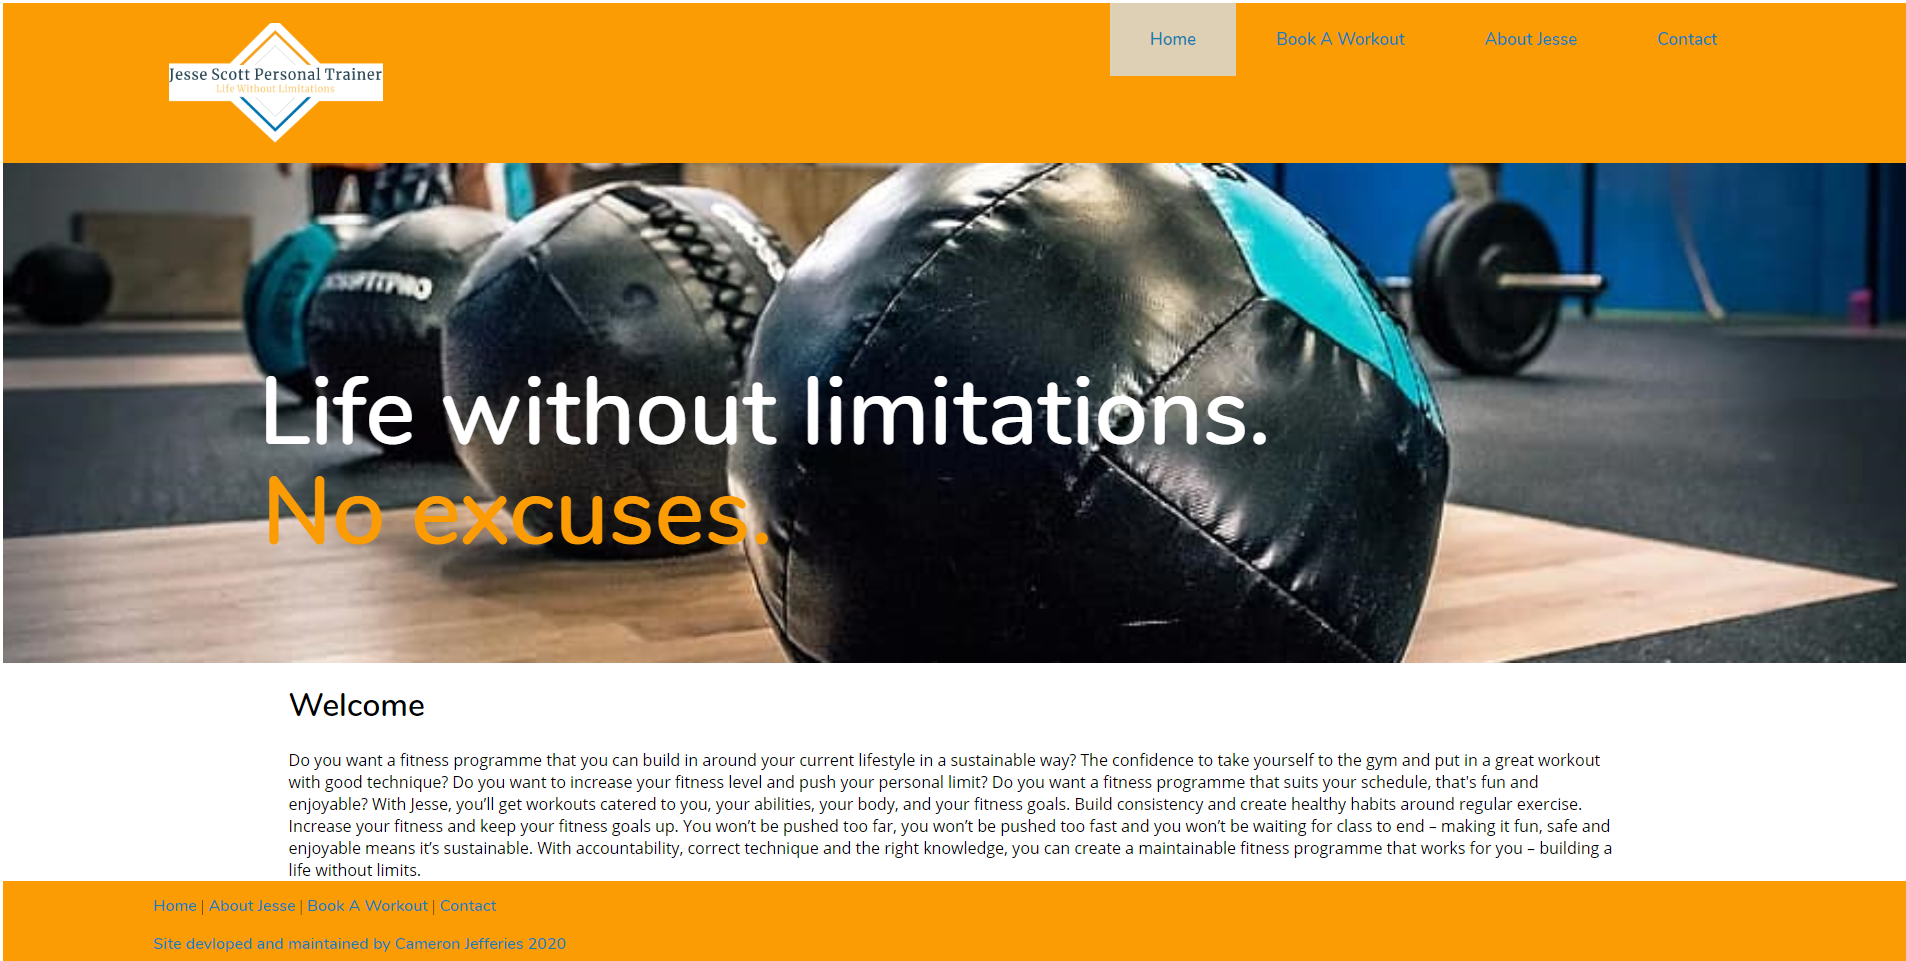 Jesse Scott Personal Trainer
Life Without Limitations
Home
Book A Workout
About Jesse
Contact
Life without limitations.
No excuses.
Welcome
Do you want a fitness programme that you can build in around your current lifestyle in a sustainable way? The confidence to take yourself to the gym and put in a great workout
with good technique? Do you want to increase your fitness level and push your personal limit? Do you want a fitness programme that suits your schedule, that's fun and
enjoyable? With Jesse, you’ll get workouts catered to you, your abilities, your body, and your fitness goals. Build consistency and create healthy habits around regular exercise.
Increase your fitness and keep your fitness goals up. You won’t be pushed too far, you won’t be pushed too fast and you won’t be waiting for class to end – making it fun, safe and
enjoyable means it’s sustainable. With accountability, correct technique and the right knowledge, you can create a maintainable fitness programme that works for you – building a
life without limits.
Home | About Jesse | Book A Workout | Contact
Site devloped and maintained by Cameron Jefferies 2020